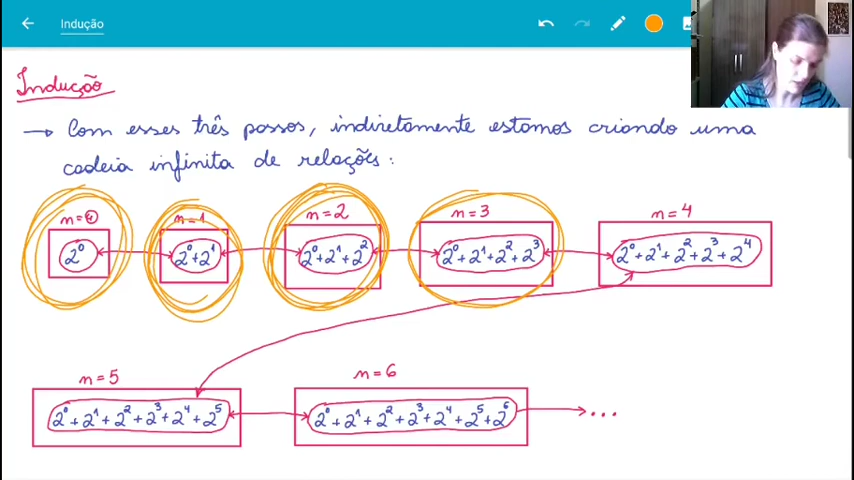 Indução
Indução
→ Com esses três passos, indiretamente estamos criando uma
cadeia infinita de relações:
n=0 n=1 n=2 n=3 n=4
2⁰ 2⁰+2¹ 2⁰+2¹+2² 2⁰+2¹+2²+2³ 2⁰+2¹+2²+2³+2⁴
n=5 n=6
2⁰+2¹+2²+2³+2⁴+2⁵ 2⁰+2¹+2²+2³+2⁴+2⁵+2⁶ ...